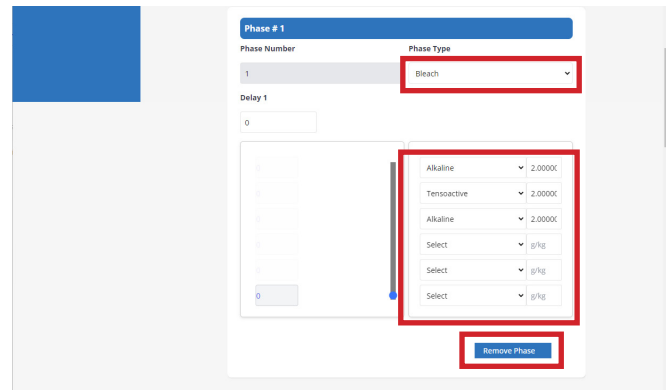 Phase # 1
Phase Number Phase Type
1 Bleach
Delay 1
0
Alkaline 2.00000
Tensoactive 2.00000
Alkaline 2.00000
Select g/kg
Select g/kg
0 Select g/kg
Remove Phase